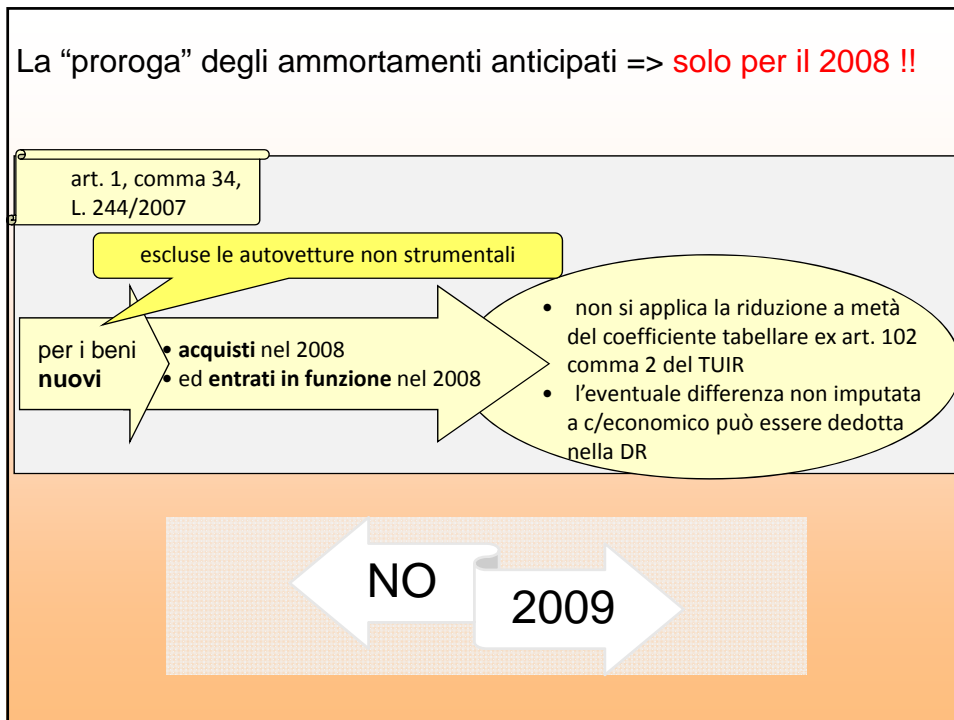 La “proroga” degli ammortamenti anticipati => solo per il 2008 !!
art. 1, comma 34,
L. 244/2007
escluse le autovetture non strumentali
per i beni
nuovi
• acquisti nel 2008
• ed entrati in funzione nel 2008
• non si applica la riduzione a metà
del coefficiente tabellare ex art. 102
comma 2 del TUIR
• l’eventuale differenza non imputata
a c/economico può essere dedotta
nella DR
NO
2009